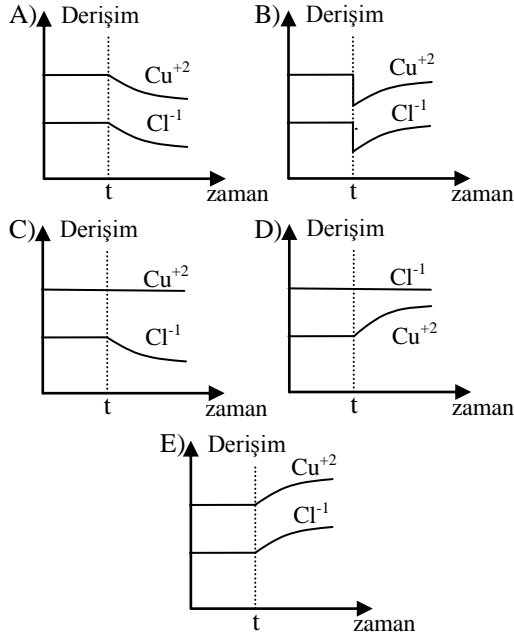 A) Derişim
Cu+2
Cl-1
t
zaman
B) Derişim
Cu+2
Cl-1
t
zaman
C) Derişim
Cu+2
Cl-1
t
zaman
D) Derişim
Cl-1
Cu+2
t
zaman
E) Derişim
Cu+2
Cl-1
t
zaman